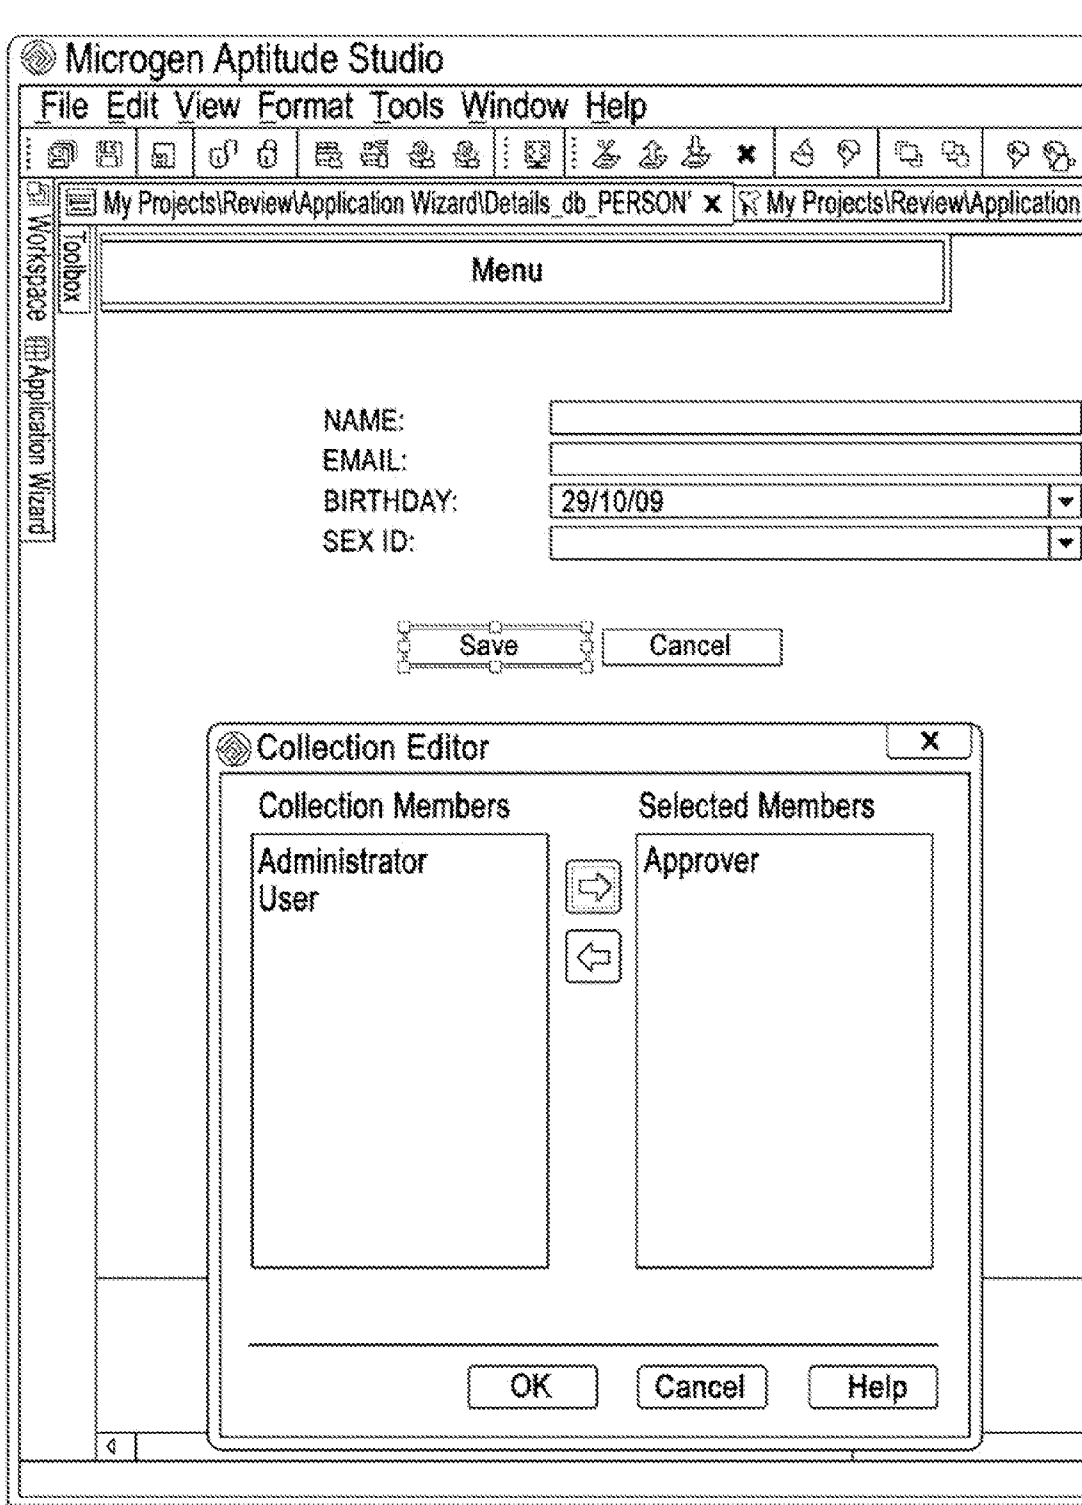 Microgen Aptitude Studio
File Edit View Format Tools Window Help
My Projects\Review\Application Wizard\Details_db_PERSON' x
My Projects\Review\Application
Workspace
Application Wizard
Toolbox
Menu
NAME:
EMAIL:
BIRTHDAY: 29/10/09
SEX ID:
Save Cancel
Collection Editor x
Collection Members Selected Members
Administrator Approver
User
OK Cancel Help